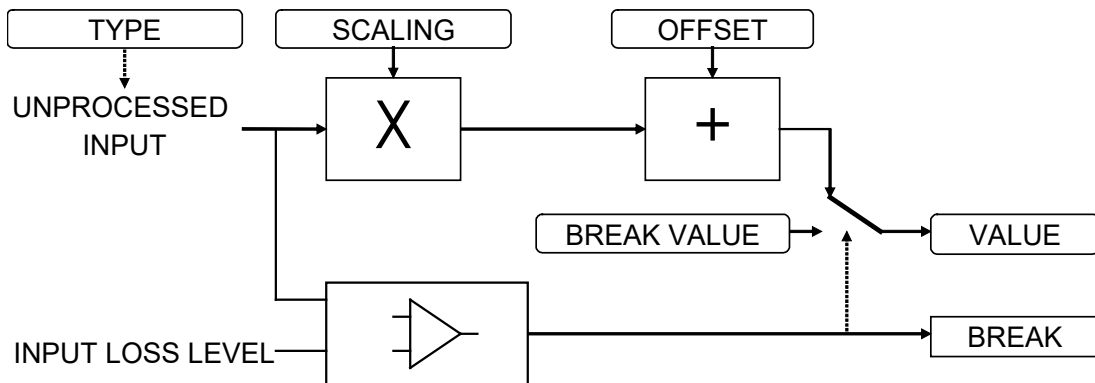 TYPE
SCALING
OFFSET
UNPROCESSED
INPUT
X
+
BREAK VALUE
VALUE
INPUT LOSS LEVEL
BREAK